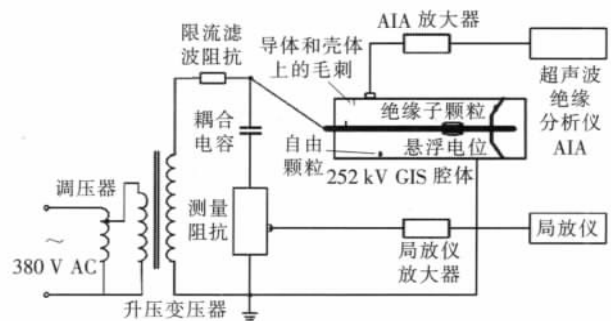 限流滤
波阻抗
导体和壳体
上的毛刺
AIA 放大器
超声波
绝缘
分析仪
AIA
耦合
电容
绝缘子颗粒
自由
颗粒
悬浮电位
252 kV GIS 腔体
调压器
测量
阻抗
局放仪
放大器
局放仪
~
380 V AC
升压变压器